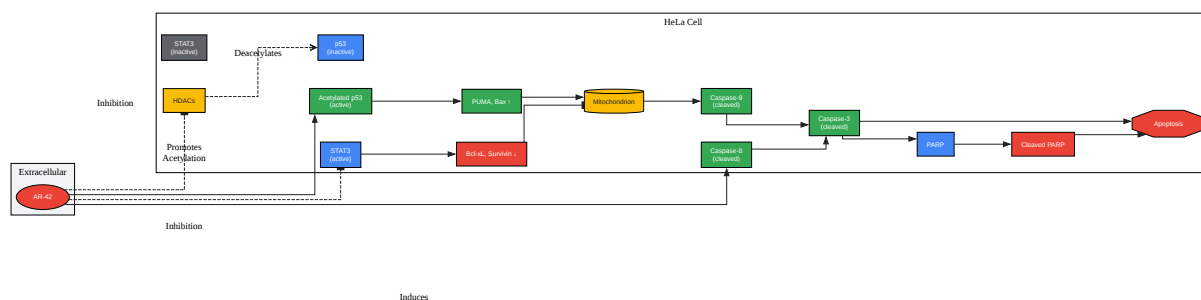 HeLa Cell
STAT3
(inactive)
p53
(inactive)
Deacetylates
Inhibition
HDACs
Acetylated p53
(active)
PUMA, Bax ↑
Mitochondrion
Caspase-9
(cleaved)
Caspase-3
(cleaved)
Apoptosis
Promotes
Acetylation
STAT3
(active)
Bcl-xL, Survivin ↓
Caspase-8
(cleaved)
PARP
Cleaved PARP
Extracellular
AR-42
Inhibition
Induces